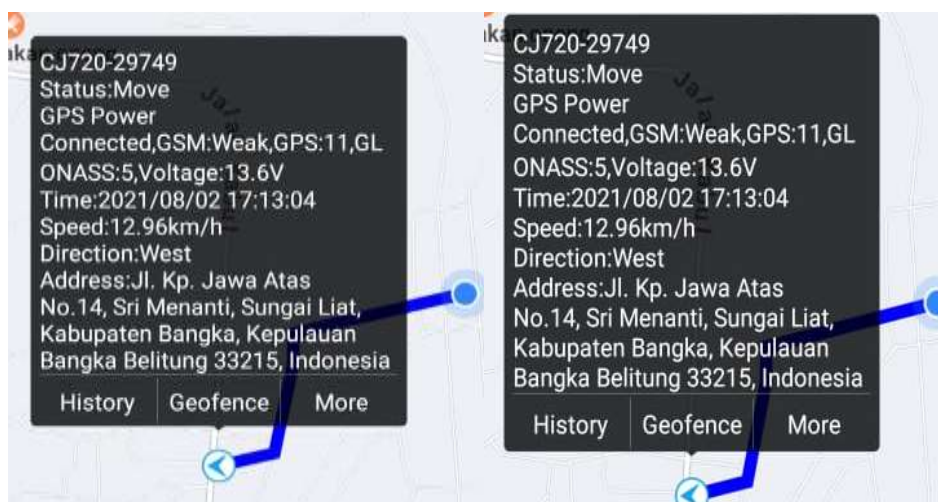 CJ720-29749
Status:Move
GPS Power
Connected,GSM:Weak,GPS:11,GL
ONASS:5,Voltage:13.6V
Time:2021/08/02 17:13:04
Speed:12.96km/h
Direction:West
Address:Jl. Kp. Jawa Atas
No.14, Sri Menanti, Sungai Liat,
Kabupaten Bangka, Kepulauan
Bangka Belitung 33215, Indonesia
History Geofence More
CJ720-29749
Status:Move
GPS Power
Connected,GSM:Weak,GPS:11,GL
ONASS:5,Voltage:13.6V
Time:2021/08/02 17:13:04
Speed:12.96km/h
Direction:West
Address:Jl. Kp. Jawa Atas
No.14, Sri Menanti, Sungai Liat,
Kabupaten Bangka, Kepulauan
Bangka Belitung 33215, Indonesia
History Geofence More